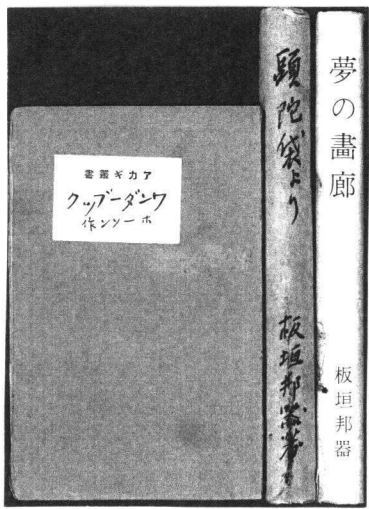 夢の畫廊
板垣邦器
頭陀袋より
板垣邦器著
アカギ叢書
ワンダーブック
ホーソン作